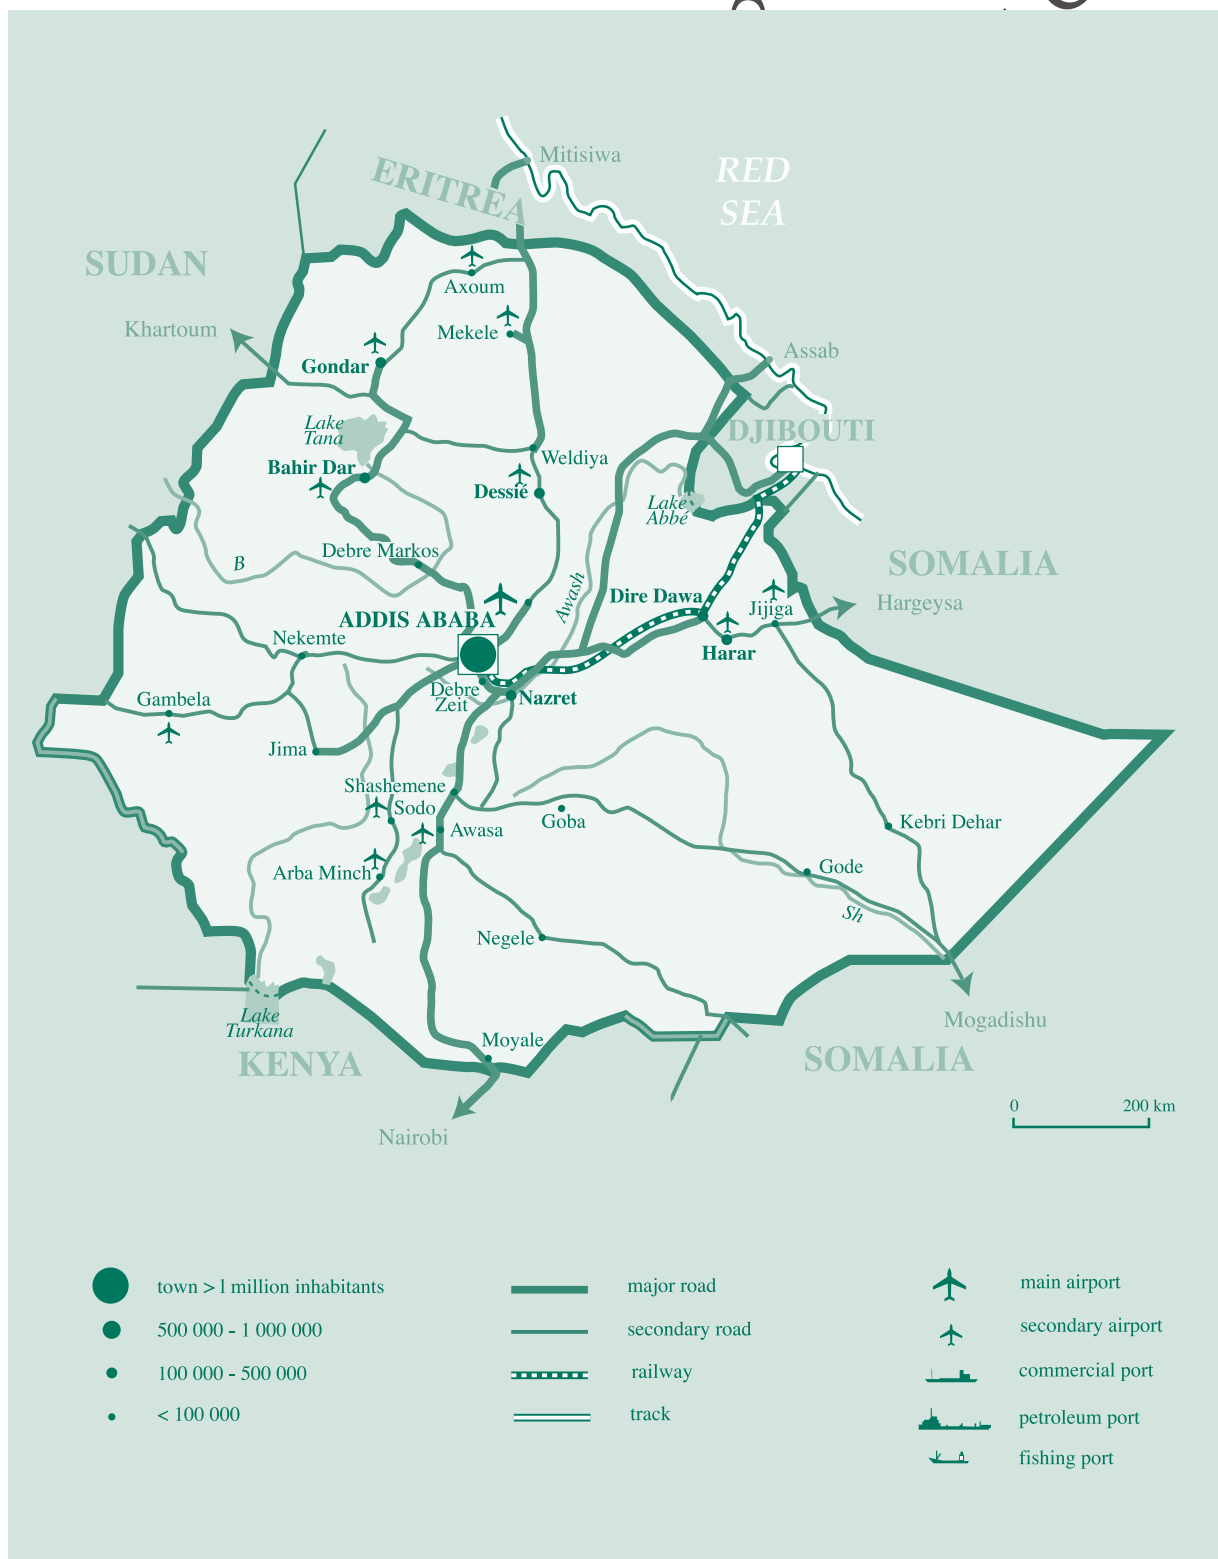 Mitisiwa
RED
SEA
ERITREA
SUDAN
Axoum
Khartoum
Mekele
Assab
Gondar
Lake
Tana
DJIBOUTI
Weldiya
Bahir Dar
Dessié
Lake
Abbé
Debre Markos
B
SOMALIA
Awash
Dire Dawa
Hargeysa
Jijiga
ADDIS ABABA
Nekemte
Harar
Debre
Zeit
Nazret
Gambela
Jima
Shashemene
Sodo
Goba
Kebri Dehar
Awasa
Arba Minch
Gode
Sh
Negele
Lake
Turkana
Mogadishu
Moyale
KENYA
SOMALIA
0 200 km
Nairobi
town > l million inhabitants
500 000 - 1 000 000
100 000 - 500 000
< 100 000
major road
secondary road
railway
track
main airport
secondary airport
commercial port
petroleum port
fishing port